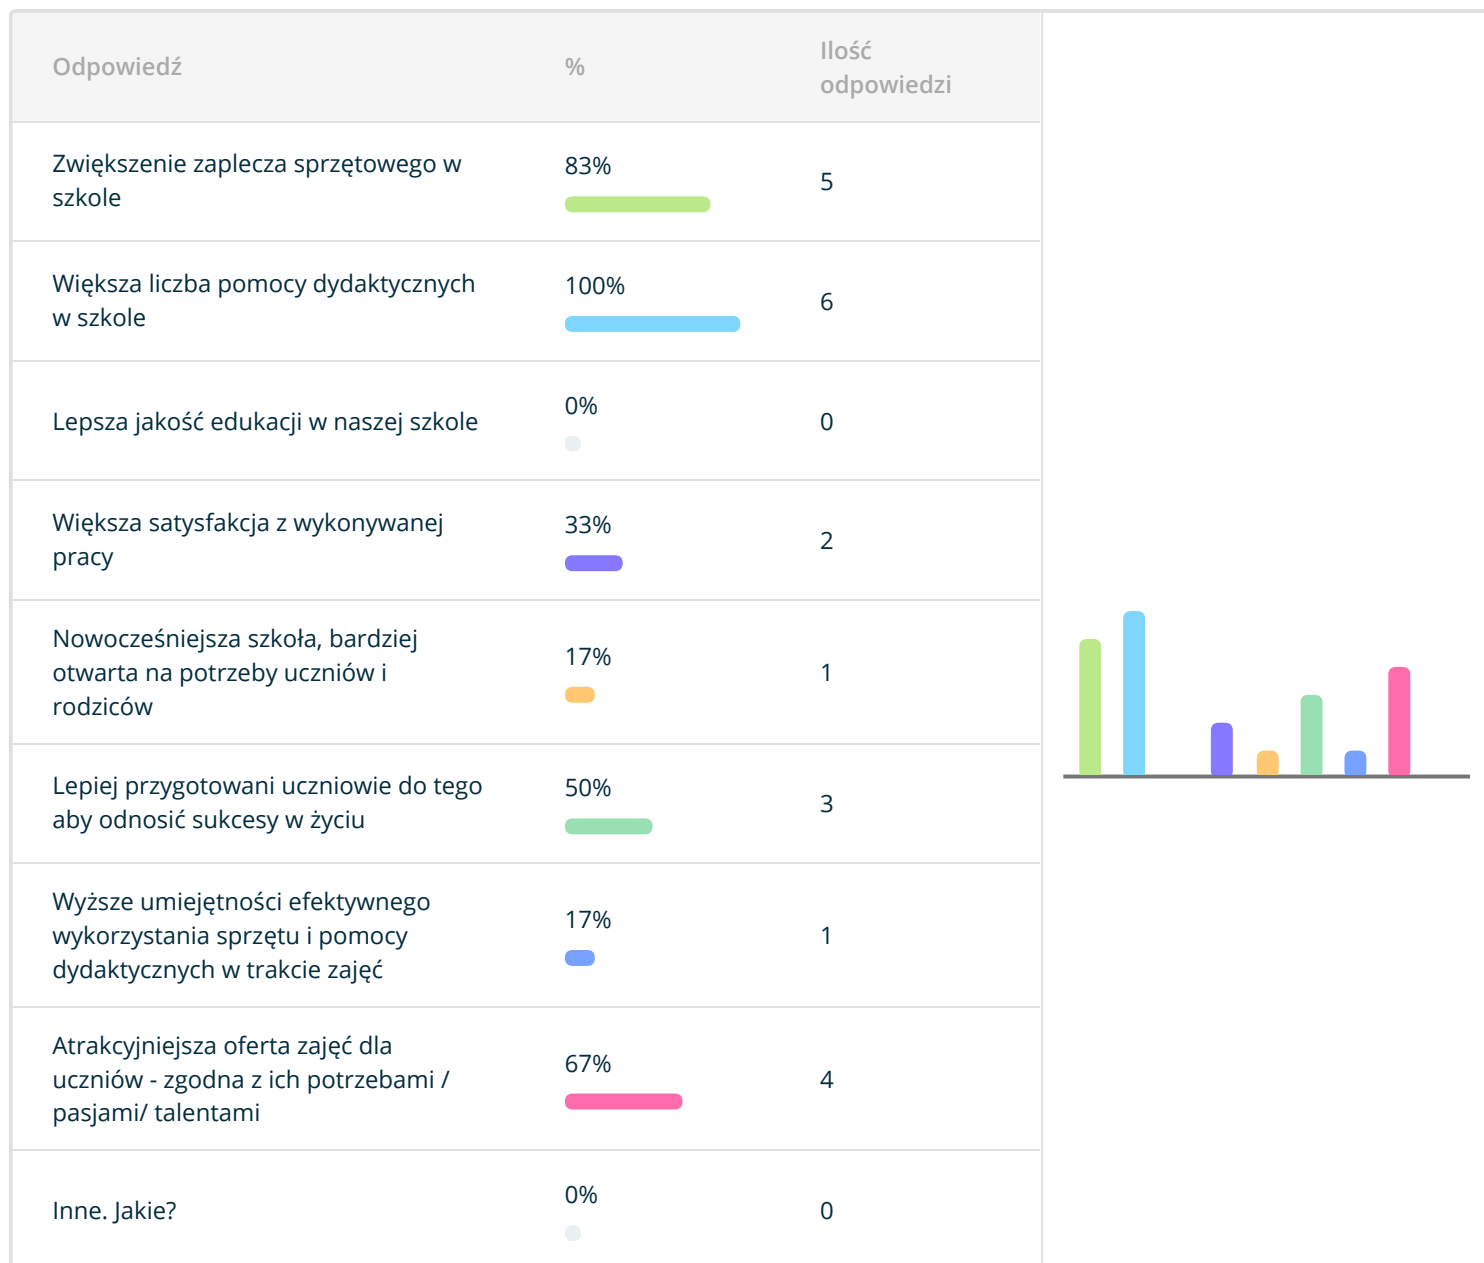 Odpowiedź
%
Ilość
odpowiedzi
Zwiększenie zaplecza sprzętowego w
szkole
83%
5
Większa liczba pomocy dydaktycznych
w szkole
100%
6
Lepsza jakość edukacji w naszej szkole
0%
0
Większa satysfakcja z wykonywanej
pracy
33%
2
Nowocześniejsza szkoła, bardziej
otwarta na potrzeby uczniów i
rodziców
17%
1
Lepiej przygotowani uczniowie do tego
aby odnosić sukcesy w życiu
50%
3
Wyższe umiejętności efektywnego
wykorzystania sprzętu i pomocy
dydaktycznych w trakcie zajęć
17%
1
Atrakcyjniejsza oferta zajęć dla
uczniów - zgodna z ich potrzebami /
pasjami/ talentami
67%
4
Inne. Jakie?
0%
0